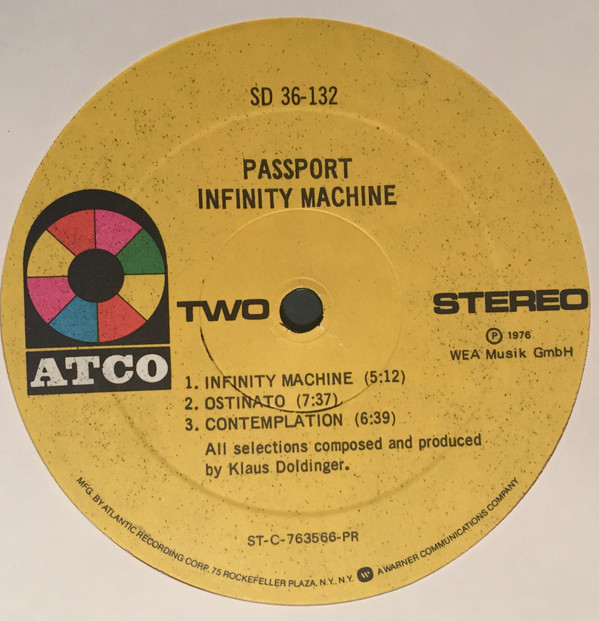 SD 36-132
PASSPORT
INFINITY MACHINE
ATCO
TWO
STEREO
Ⓟ 1976
WEA Musik GmbH
1. INFINITY MACHINE (5:12)
2. OSTINATO (7:37)
3. CONTEMPLATION (6:39)
All selections composed and produced
by Klaus Doldinger.
ST-C-763566-PR
MFG. BY ATLANTIC RECORDING CORP. 75 ROCKEFELLER PLAZA, N.Y., N.Y. W A WARNER COMMUNICATIONS COMPANY